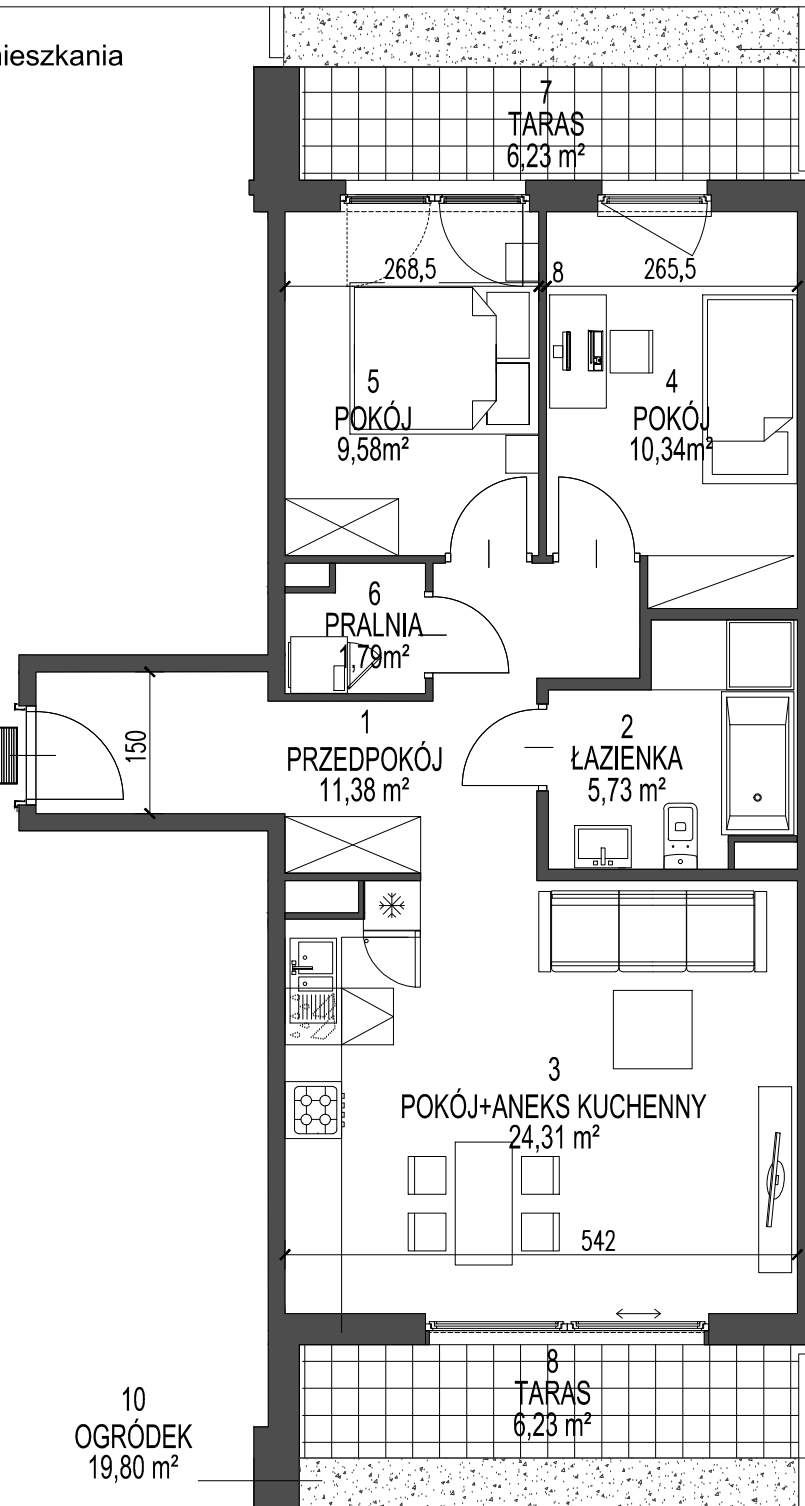 mieszkania
7
TARAS
6,23 m²
268,5
8
265,5
5
POKÓJ
9,58m²
4
POKÓJ
10,34m²
6
PRALNIA
1,79m²
150
1
PRZEDPOKÓJ
11,38 m²
2
ŁAZIENKA
5,73 m²
3
POKÓJ+ANEKS KUCHENNY
24,31 m²
542
8
TARAS
6,23 m²
10
OGRÓDEK
19,80 m²